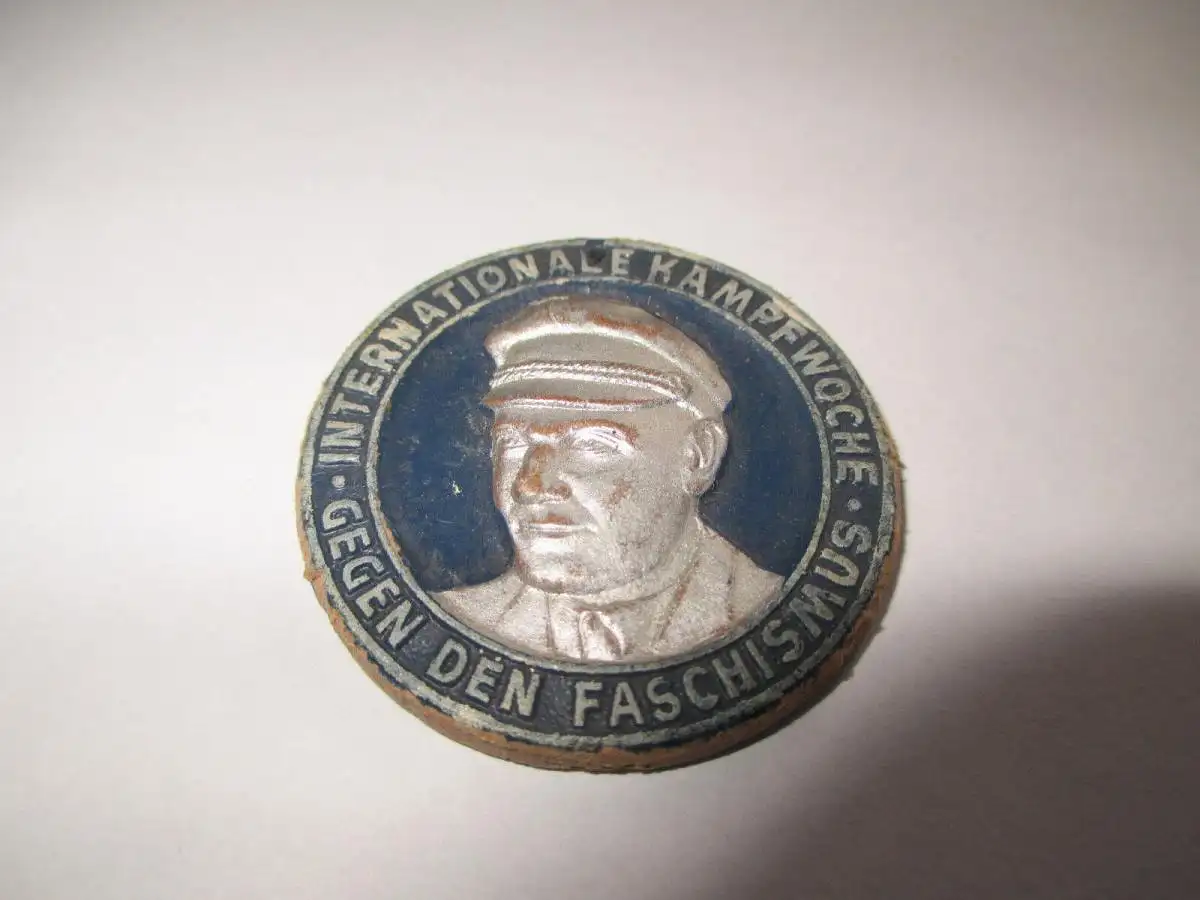 INTERNATIONALE KAMPFWOCHE
GEGEN DEN FASCHISMUS